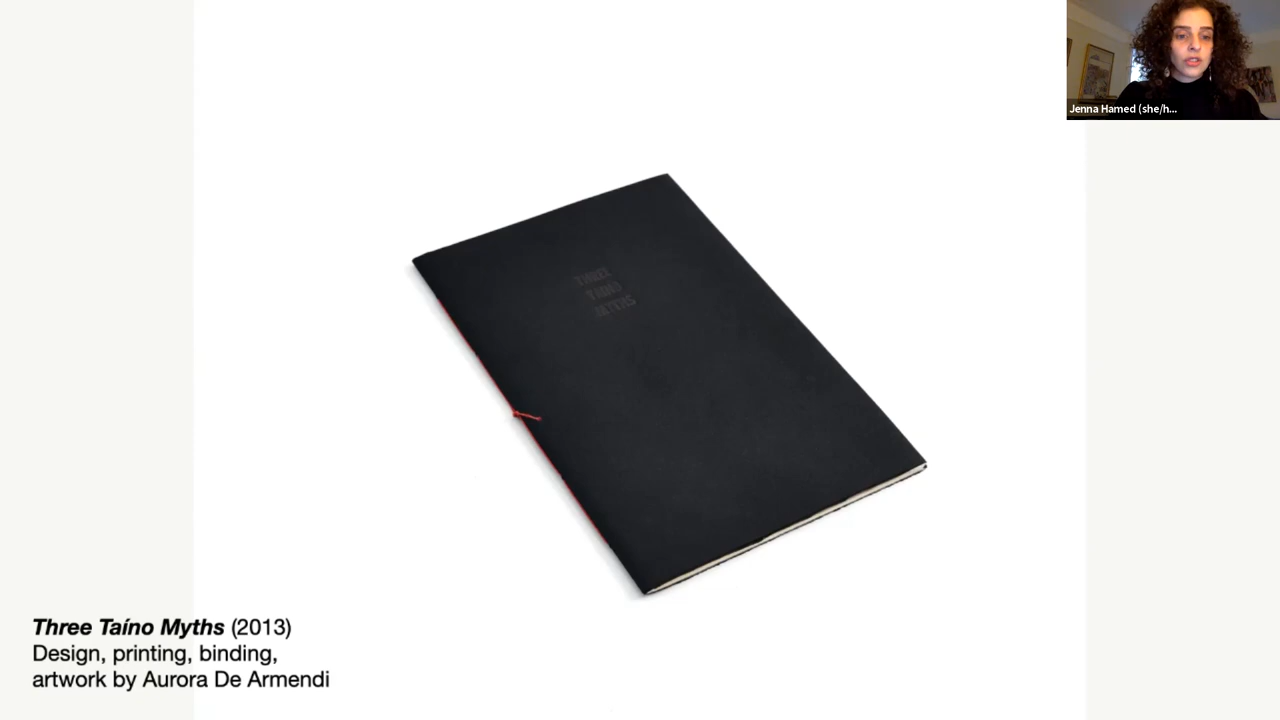 Jenna Hamed (she/h...
THREE
TAÍNO
MYTHS
Three Taíno Myths (2013)
Design, printing, binding,
artwork by Aurora De Armendi